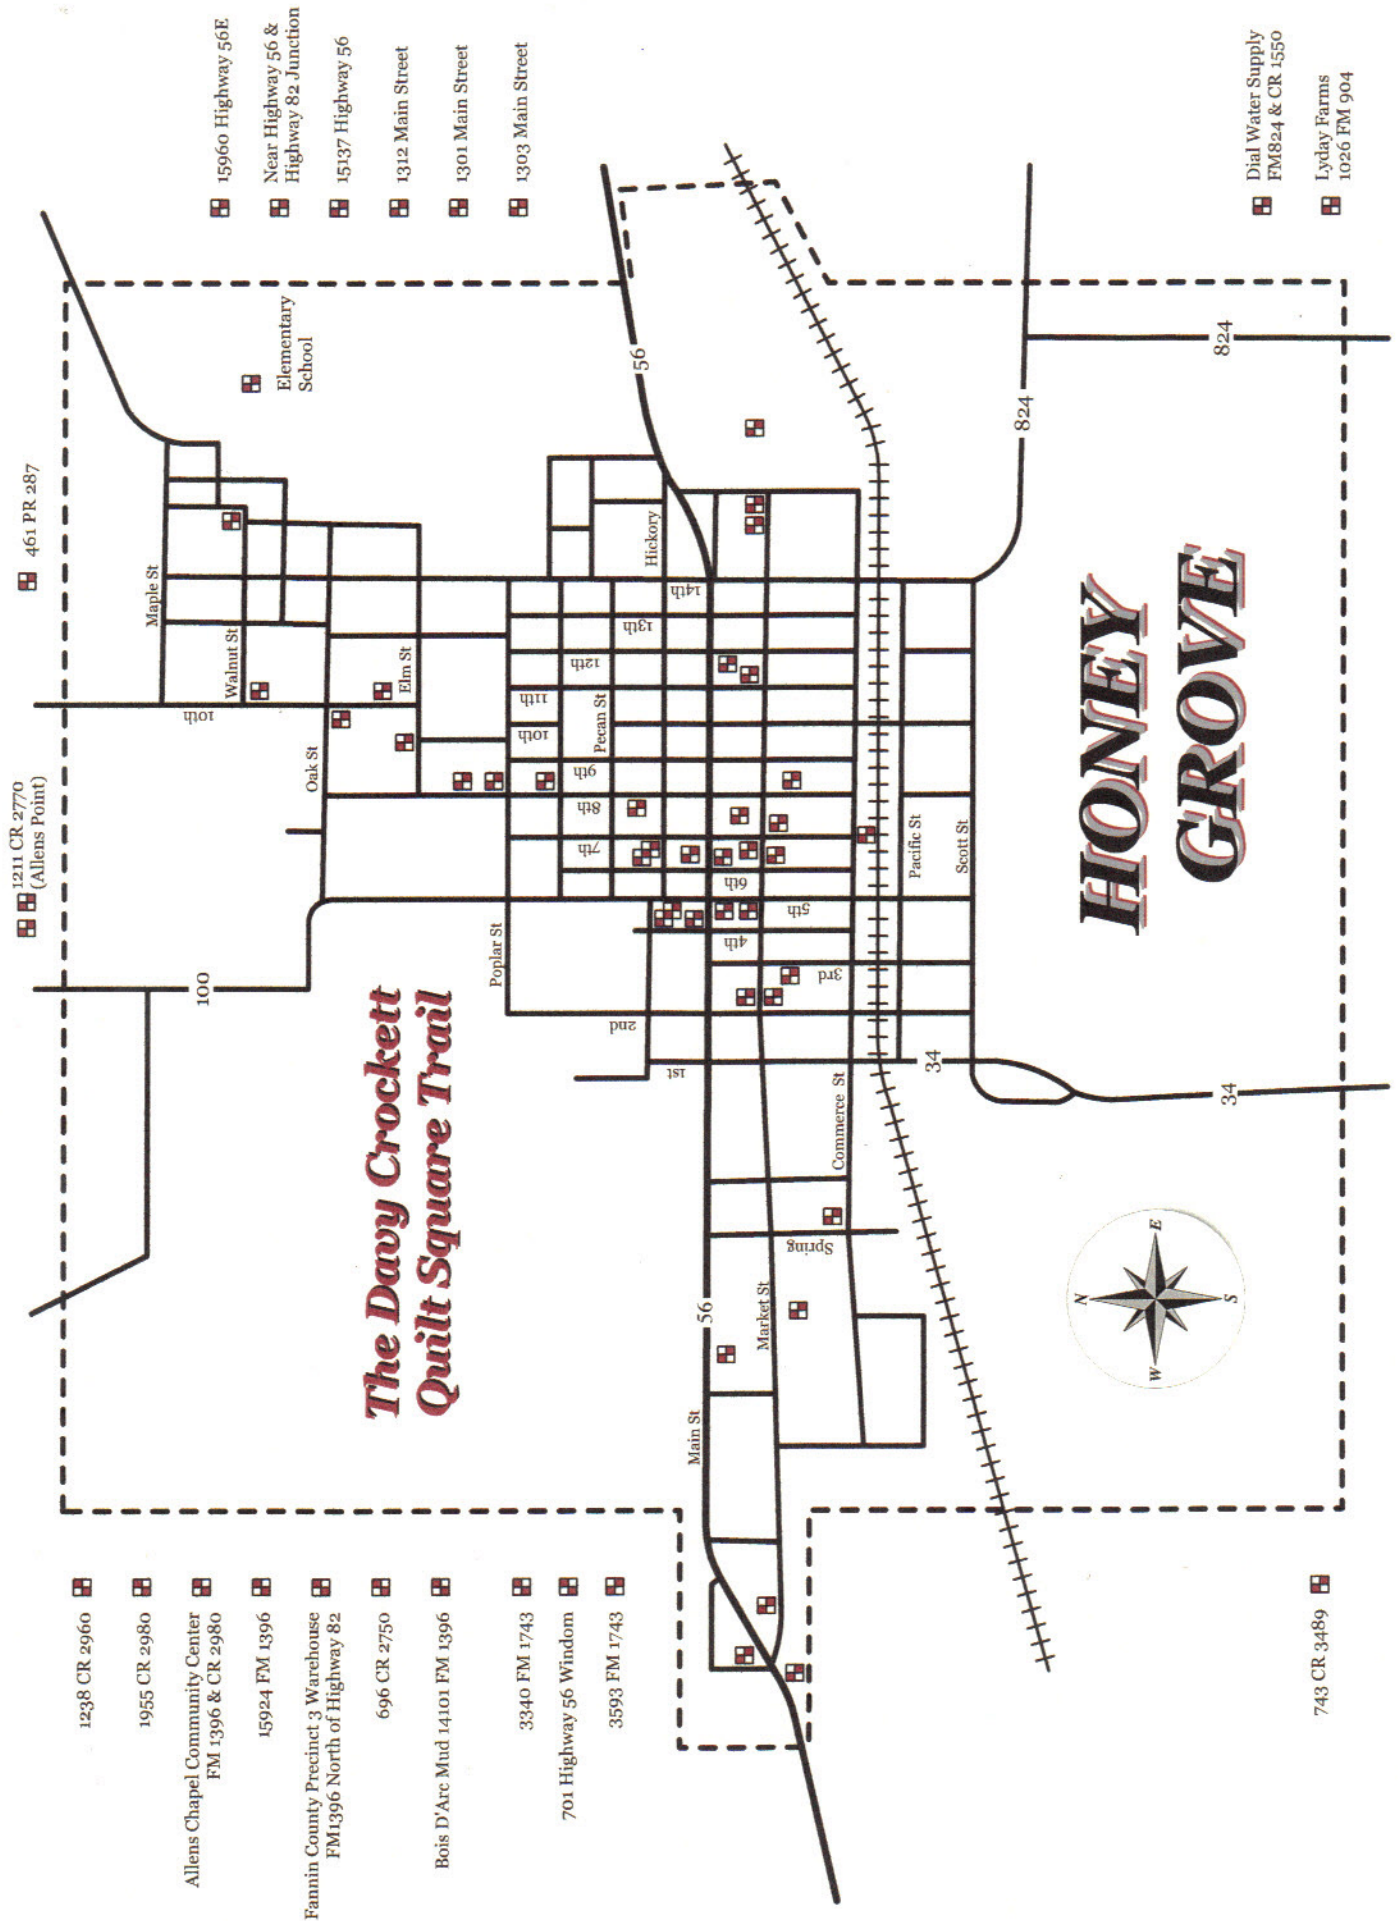 The Davy Crockett
Quilt Square Trail
HONEY
GROVE
1238 CR 2960
1955 CR 2980
Allens Chapel Community Center
FM 1396 & CR 2980
15924 FM 1396
Fannin County Precinct 3 Warehouse
FM1396 North of Highway 82
696 CR 2750
Bois D'Arc Mud 14101 FM 1396
3340 FM 1743
701 Highway 56 Windom
3593 FM 1743
743 CR 3489
1211 CR 2770
(Allens Point)
461 PR 287
15960 Highway 56E
Near Highway 56 &
Highway 82 Junction
15137 Highway 56
1312 Main Street
1301 Main Street
1303 Main Street
Dial Water Supply
FM824 & CR 1550
Lyday Farms
1026 FM 904
Elementary
School
100
10th
Maple St
Walnut St
Oak St
Elm St
Poplar St
Pecan St
Hickory
Main St
Market St
Commerce St
Pacific St
Scott St
Spring
1st
2nd
3rd
4th
5th
6th
7th
8th
9th
10th
11th
12th
13th
14th
56
56
34
34
824
824
N
E
S
W